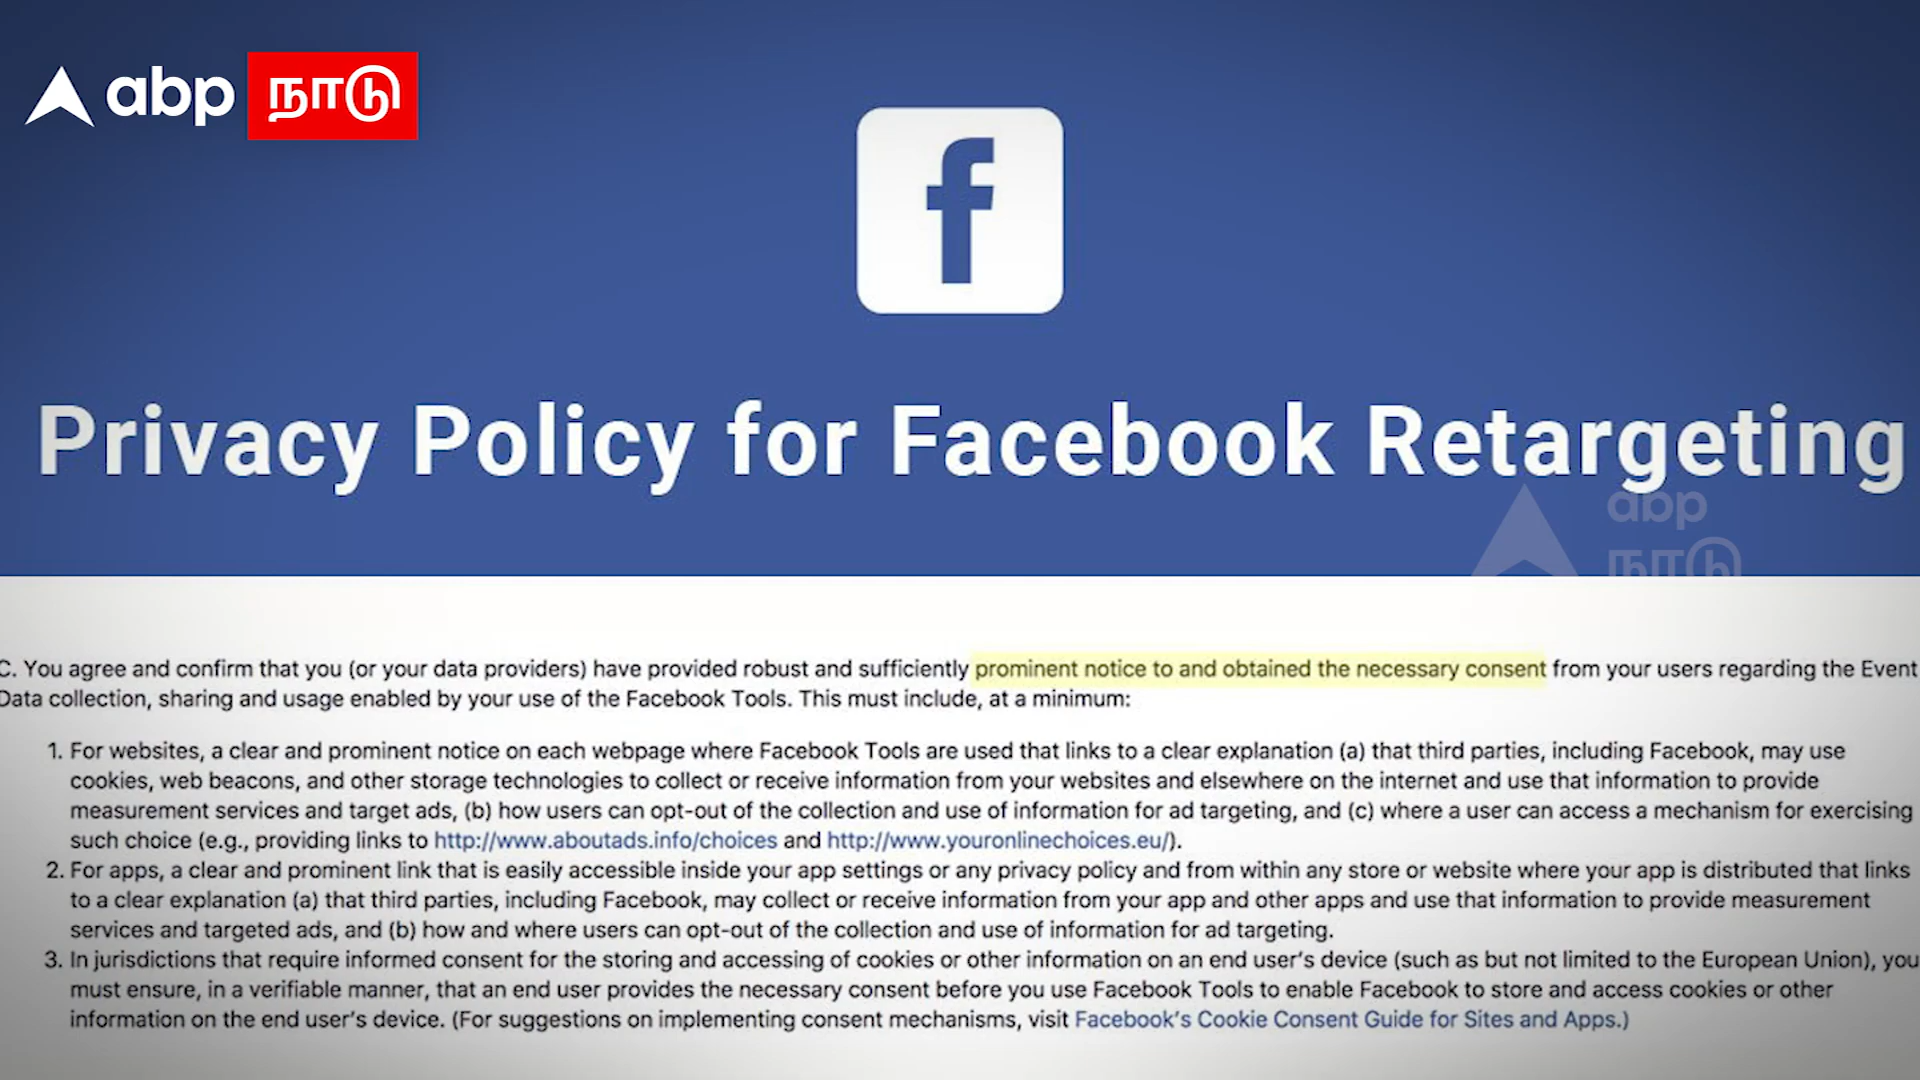 abp நாடு
f
Privacy Policy for Facebook Retargeting
abp
நாடு
C. You agree and confirm that you (or your data providers) have provided robust and sufficiently prominent notice to and obtained the necessary consent from your users regarding the Event
Data collection, sharing and usage enabled by your use of the Facebook Tools. This must include, at a minimum:
1. For websites, a clear and prominent notice on each webpage where Facebook Tools are used that links to a clear explanation (a) that third parties, including Facebook, may use
cookies, web beacons, and other storage technologies to collect or receive information from your websites and elsewhere on the internet and use that information to provide
measurement services and target ads, (b) how users can opt-out of the collection and use of information for ad targeting, and (c) where a user can access a mechanism for exercising
such choice (e.g., providing links to http://www.aboutads.info/choices and http://www.youronlinechoices.eu/).
2. For apps, a clear and prominent link that is easily accessible inside your app settings or any privacy policy and from within any store or website where your app is distributed that links
to a clear explanation (a) that third parties, including Facebook, may collect or receive information from your app and other apps and use that information to provide measurement
services and targeted ads, and (b) how and where users can opt-out of the collection and use of information for ad targeting.
3. In jurisdictions that require informed consent for the storing and accessing of cookies or other information on an end user's device (such as but not limited to the European Union), you
must ensure, in a verifiable manner, that an end user provides the necessary consent before you use Facebook Tools to enable Facebook to store and access cookies or other
information on the end user's device. (For suggestions on implementing consent mechanisms, visit Facebook's Cookie Consent Guide for Sites and Apps.)